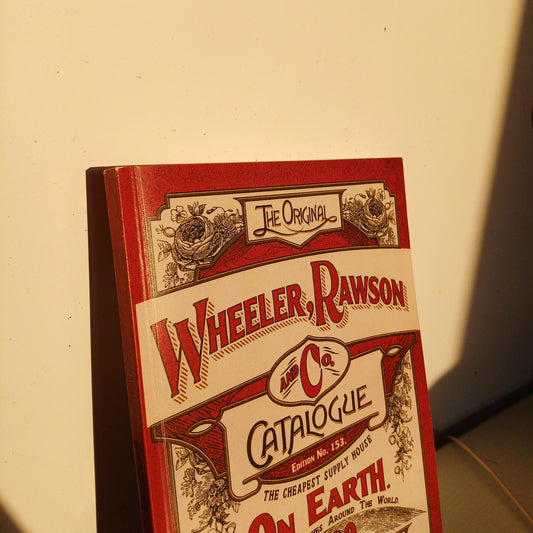 The Original
Wheeler, Rawson
and Co.
Catalogue
Edition No. 153.
The Cheapest Supply House
On Earth.
Around The World.